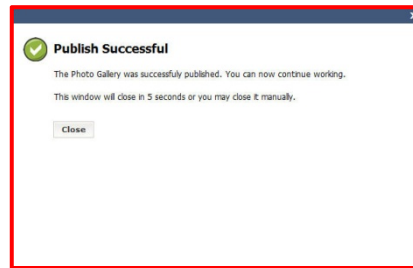 Publish Successful
The Photo Gallery was successfuly published. You can now continue working.
This window will close in 5 seconds or you may close it manually.
Close